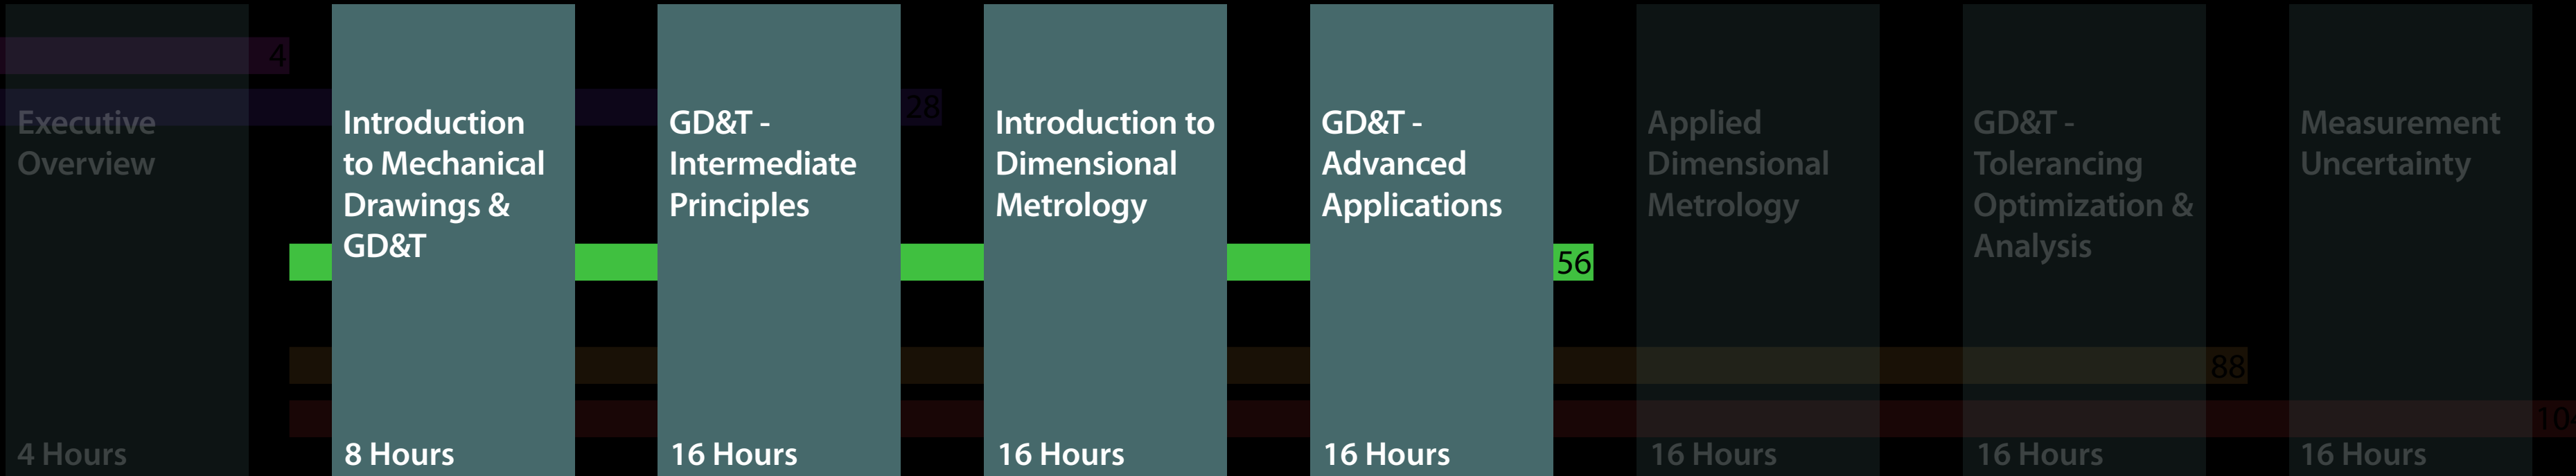 4
28
Executive
Overview
4 Hours
Introduction
to Mechanical
Drawings &
GD&T
8 Hours
GD&T -
Intermediate
Principles
16 Hours
Introduction to
Dimensional
Metrology
16 Hours
GD&T -
Advanced
Applications
16 Hours
56
Applied
Dimensional
Metrology
16 Hours
GD&T -
Tolerancing
Optimization &
Analysis
16 Hours
88
Measurement
Uncertainty
16 Hours
104